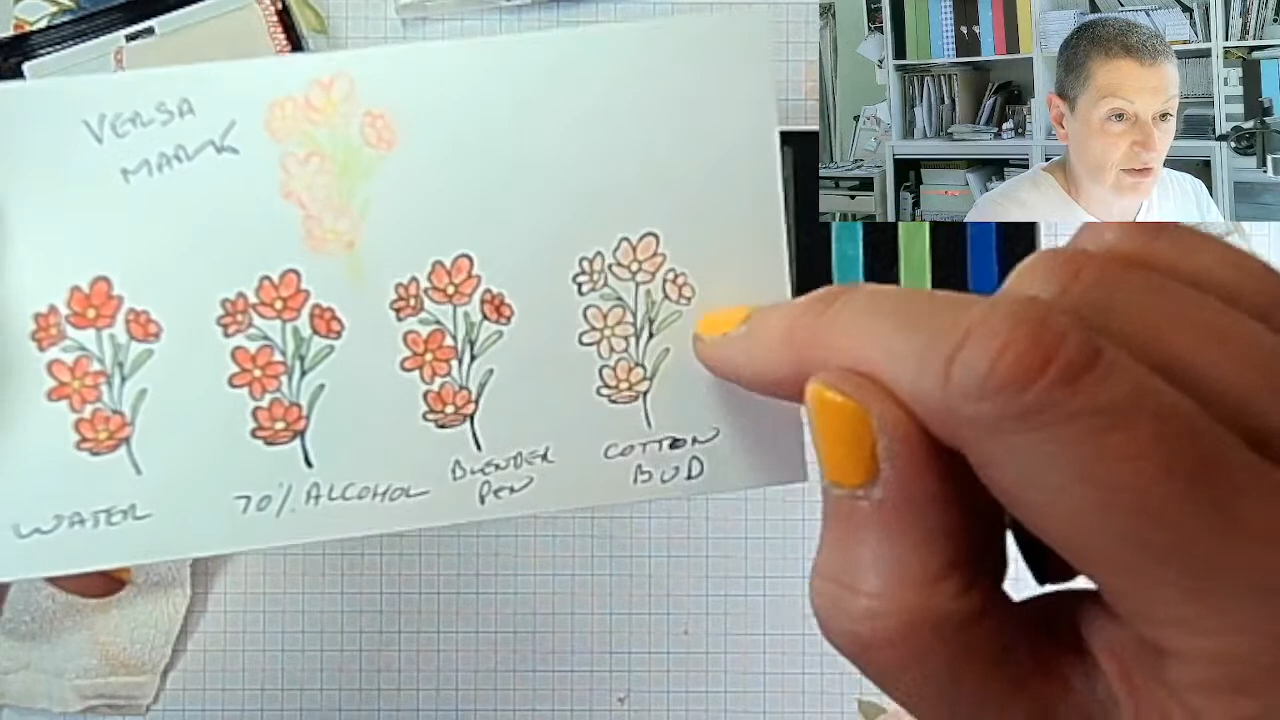 VERSA
MARK
WATER
70% ALCOHOL
BLENDER
PEN
COTTON
BUD